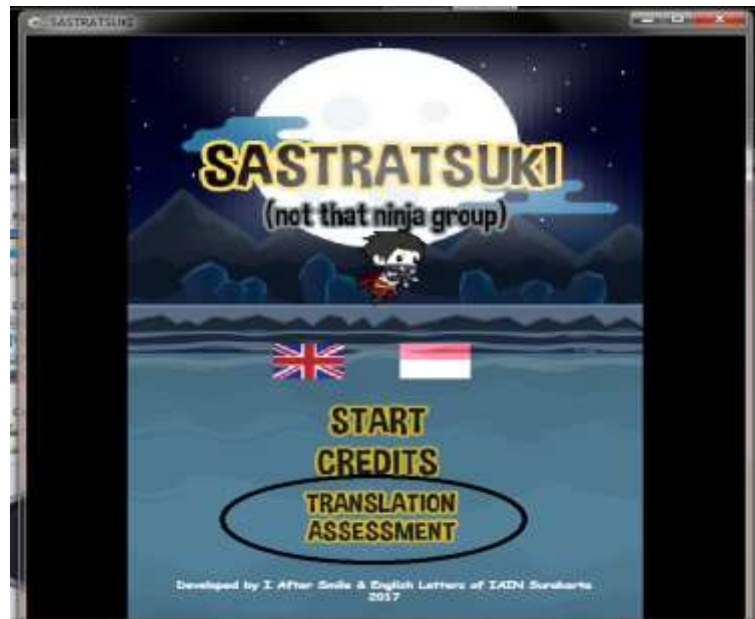 SASTRATSUKI
SASTRATSUKI
(not that ninja group)
START
CREDITS
TRANSLATION
ASSESSMENT
Developed by I After Smile & English Letters of IAIN Surakarta
2017